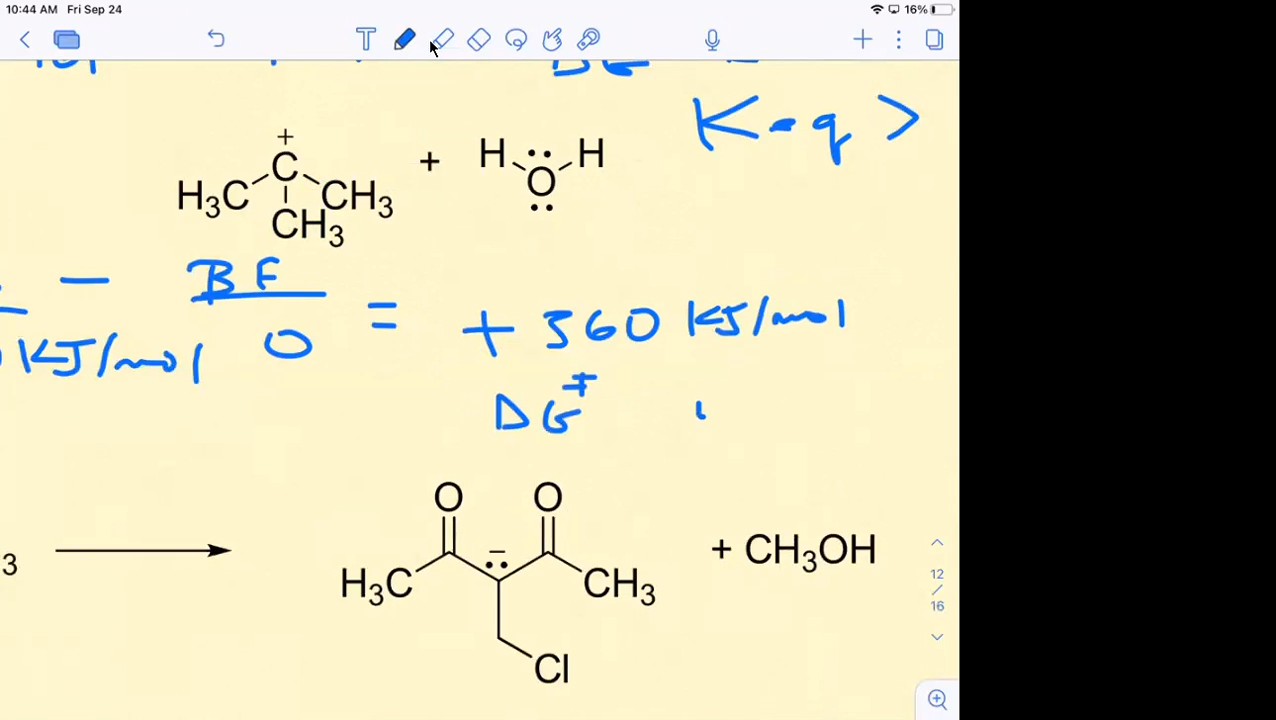 10:44 AM Fri Sep 24
16%
T
K eq >
+
C
H₃C CH₃
CH₃
+
H O H
- BF = + 360 KJ/mol
KJ/mol 0
ΔG‡
O O
3
H₃C CH₃
+ CH₃OH
Cl
12
/
16